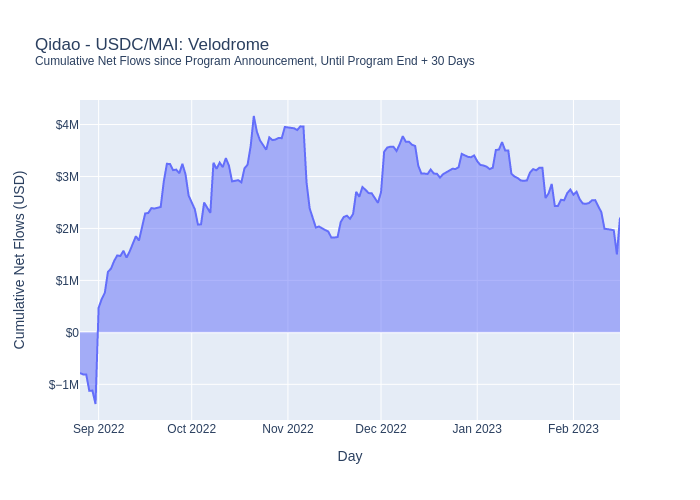 Qidao - USDC/MAI: Velodrome
Cumulative Net Flows since Program Announcement, Until Program End + 30 Days
Cumulative Net Flows (USD)
$4M
$3M
$2M
$1M
$0
$−1M
Sep 2022
Oct 2022
Nov 2022
Dec 2022
Jan 2023
Feb 2023
Day